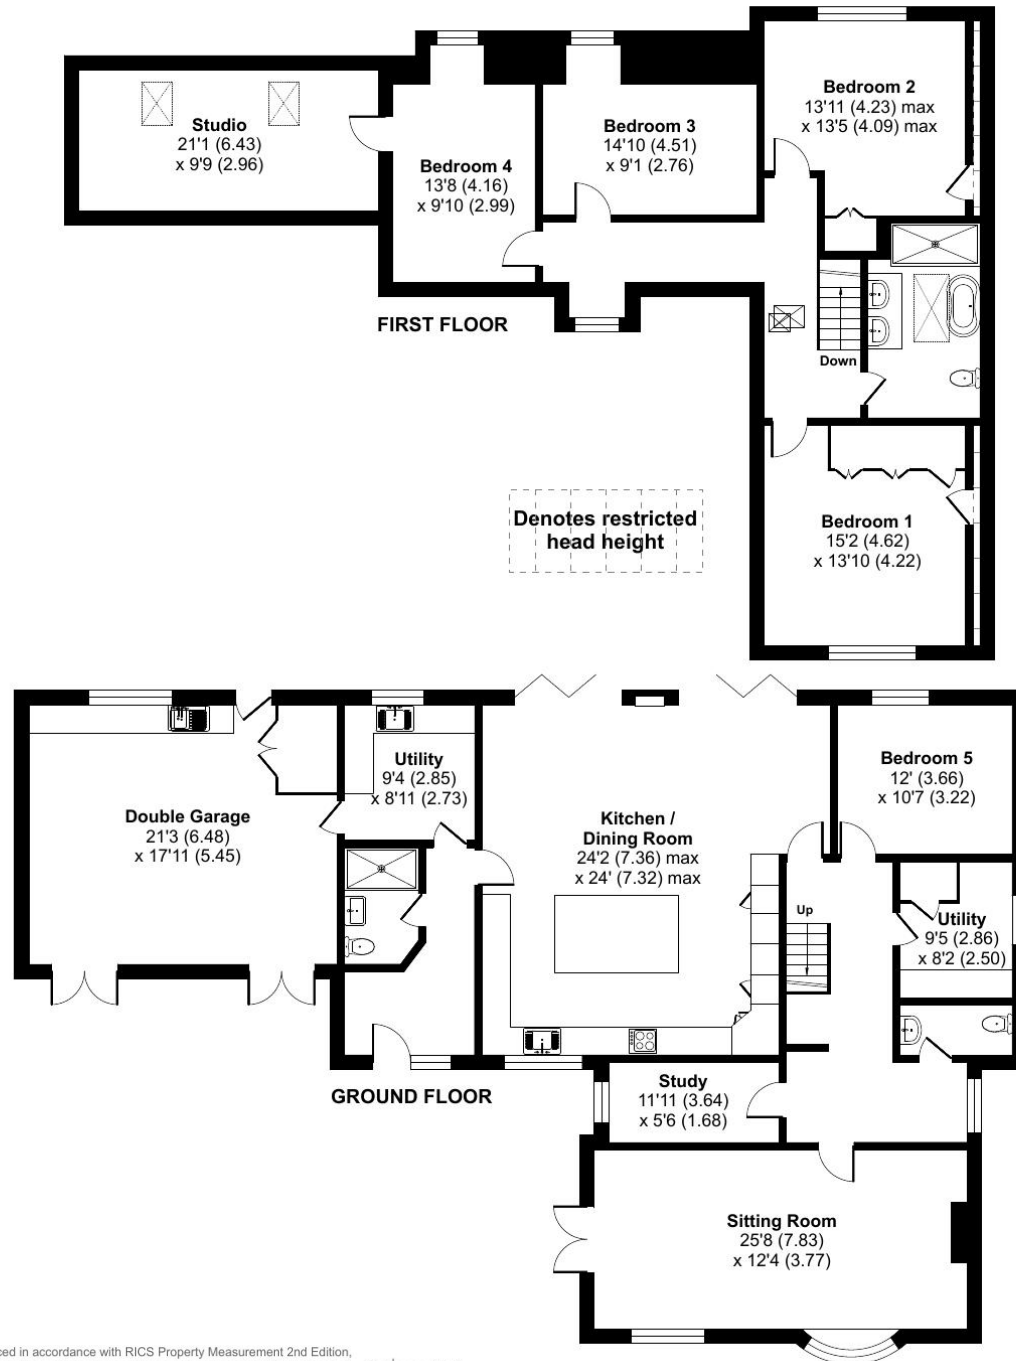 Bedroom 2
13'11 (4.23) max
x 13'5 (4.09) max
Studio
21'1 (6.43)
x 9'9 (2.96)
Bedroom 3
14'10 (4.51)
x 9'1 (2.76)
Bedroom 4
13'8 (4.16)
x 9'10 (2.99)
FIRST FLOOR
Down
Denotes restricted
head height
Bedroom 1
15'2 (4.62)
x 13'10 (4.22)
Utility
9'4 (2.85)
x 8'11 (2.73)
Bedroom 5
12' (3.66)
x 10'7 (3.22)
Double Garage
21'3 (6.48)
x 17'11 (5.45)
Kitchen /
Dining Room
24'2 (7.36) max
x 24' (7.32) max
Up
Utility
9'5 (2.86)
x 8'2 (2.50)
GROUND FLOOR
Study
11'11 (3.64)
x 5'6 (1.68)
Sitting Room
25'8 (7.83)
x 12'4 (3.77)
ced in accordance with RICS Property Measurement 2nd Edition,